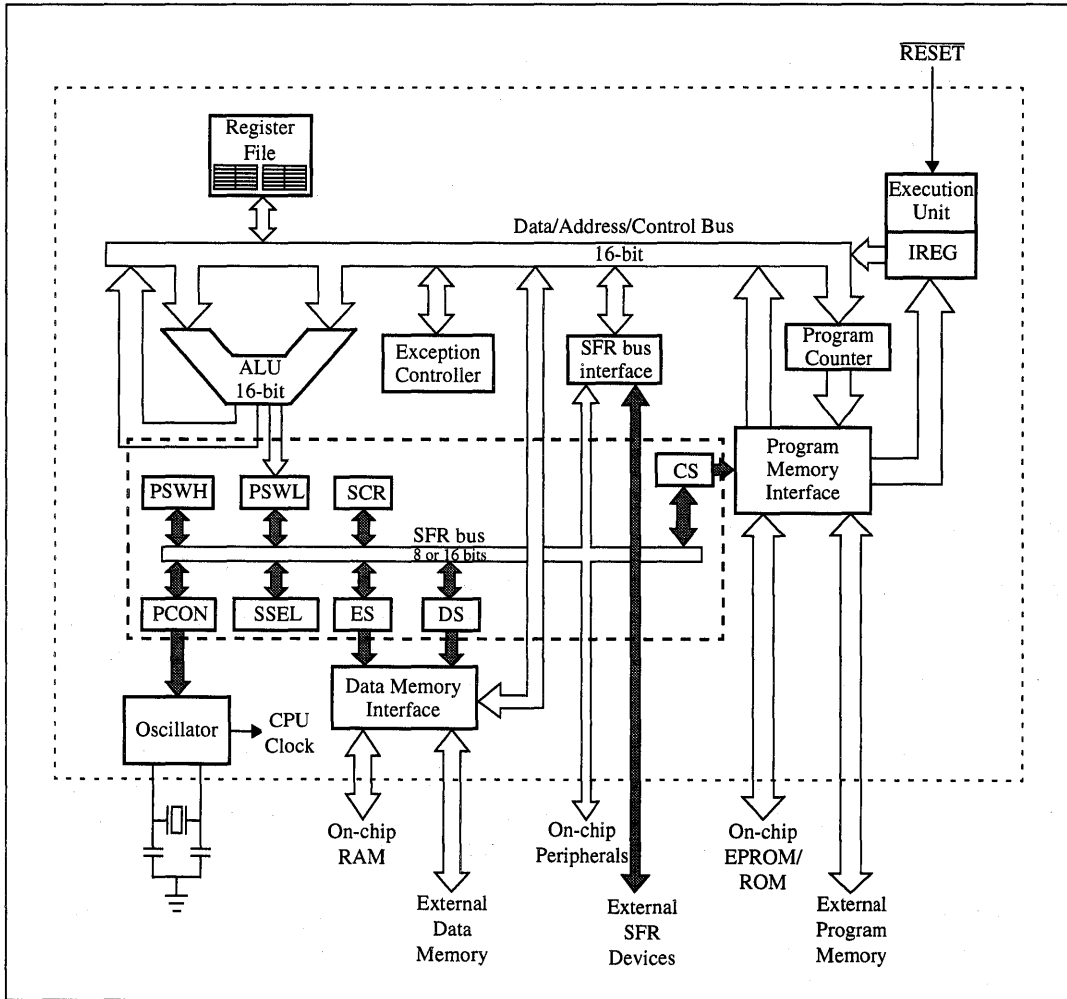 RESET
Register
File
Execution
Unit
IREG
Data/Address/Control Bus
16-bit
ALU
16-bit
Exception
Controller
SFR bus
interface
Program
Counter
Program
Memory
Interface
CS
PSWH
PSWL
SCR
SFR bus
8 or 16 bits
PCON
SSEL
ES
DS
Data Memory
Interface
Oscillator
CPU
Clock
On-chip
RAM
External
Data
Memory
On-chip
Peripherals
External
SFR
Devices
On-chip
EPROM/
ROM
External
Program
Memory